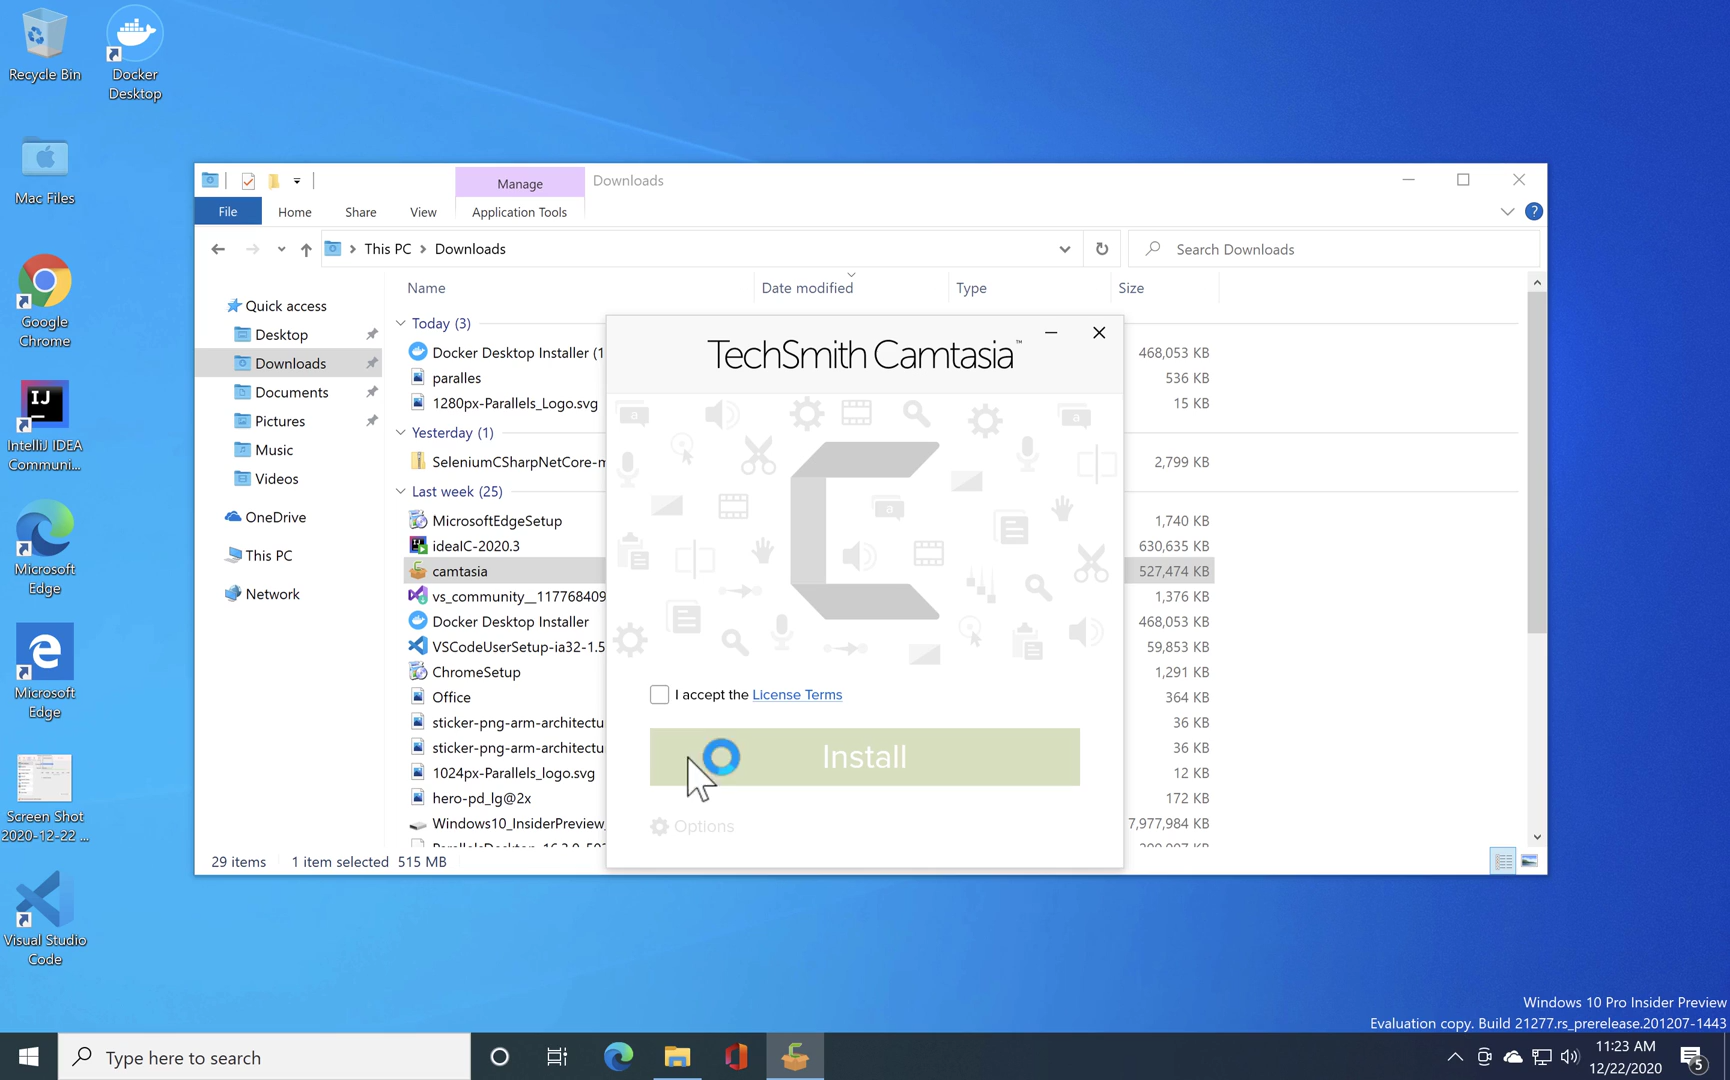 Recycle Bin
Docker
Desktop
Mac Files
Google
Chrome
IntelliJ IDEA
Communi...
Microsoft
Edge
Microsoft
Edge
Screen Shot
2020-12-22 ...
Visual Studio
Code
Manage
Downloads
File
Home
Share
View
Application Tools
This PC
Downloads
Search Downloads
Name
Date modified
Type
Size
Quick access
Desktop
Downloads
Documents
Pictures
Music
Videos
OneDrive
This PC
Network
Today (3)
Docker Desktop Installer (1
468,053 KB
paralles
536 KB
1280px-Parallels_Logo.svg
15 KB
Yesterday (1)
SeleniumCSharpNetCore-m
2,799 KB
Last week (25)
MicrosoftEdgeSetup
1,740 KB
ideaIC-2020.3
630,635 KB
camtasia
527,474 KB
vs_community__117768409
1,376 KB
Docker Desktop Installer
468,053 KB
VSCodeUserSetup-ia32-1.5
59,853 KB
ChromeSetup
1,291 KB
Office
364 KB
sticker-png-arm-architectu
36 KB
sticker-png-arm-architectu
36 KB
1024px-Parallels_logo.svg
12 KB
hero-pd_lg@2x
172 KB
Windows10_InsiderPreview_
7,977,984 KB
29 items
1 item selected 515 MB
TechSmith Camtasia™
I accept the License Terms
Install
Options
Windows 10 Pro Insider Preview
Evaluation copy. Build 21277.rs_prerelease.201207-1443
Type here to search
11:23 AM
12/22/2020
5